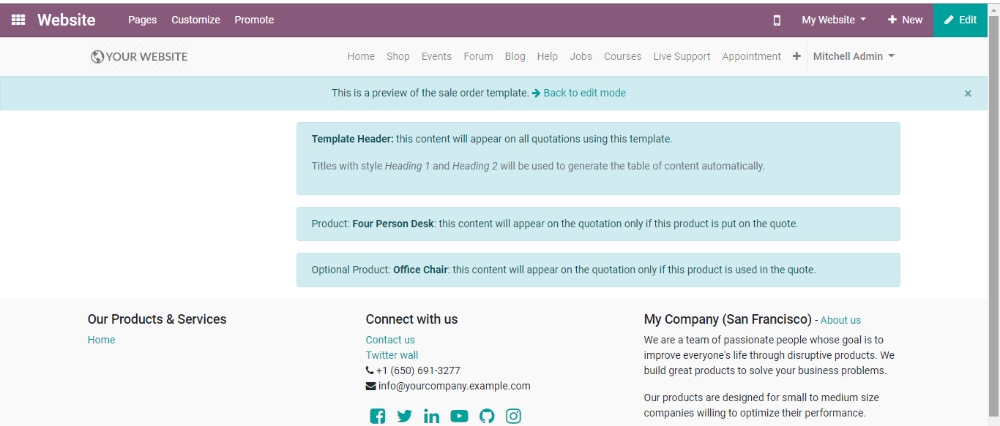 Website Pages Customize Promote My Website New Edit
YOUR WEBSITE Home Shop Events Forum Blog Help Jobs Courses Live Support Appointment Mitchell Admin
This is a preview of the sale order template. Back to edit mode
Template Header: this content will appear on all quotations using this template.
Titles with style Heading 1 and Heading 2 will be used to generate the table of content automatically.
Product: Four Person Desk: this content will appear on the quotation only if this product is put on the quote.
Optional Product: Office Chair: this content will appear on the quotation only if this product is used in the quote.
Our Products & Services
Home
Connect with us
Contact us
Twitter wall
+1 (650) 691-3277
info@yourcompany.example.com
My Company (San Francisco) - About us
We are a team of passionate people whose goal is to
improve everyone's life through disruptive products. We
build great products to solve your business problems.
Our products are designed for small to medium size
companies willing to optimize their performance.